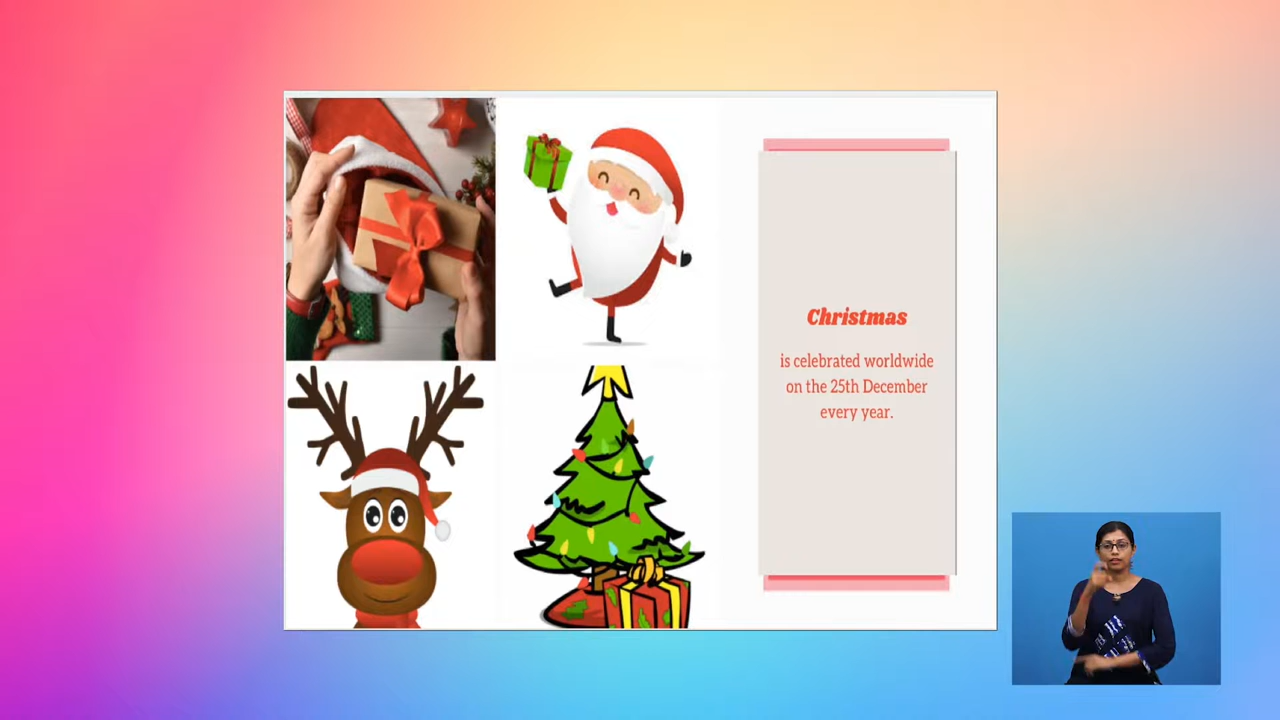 Christmas
is celebrated worldwide
on the 25th December
every year.